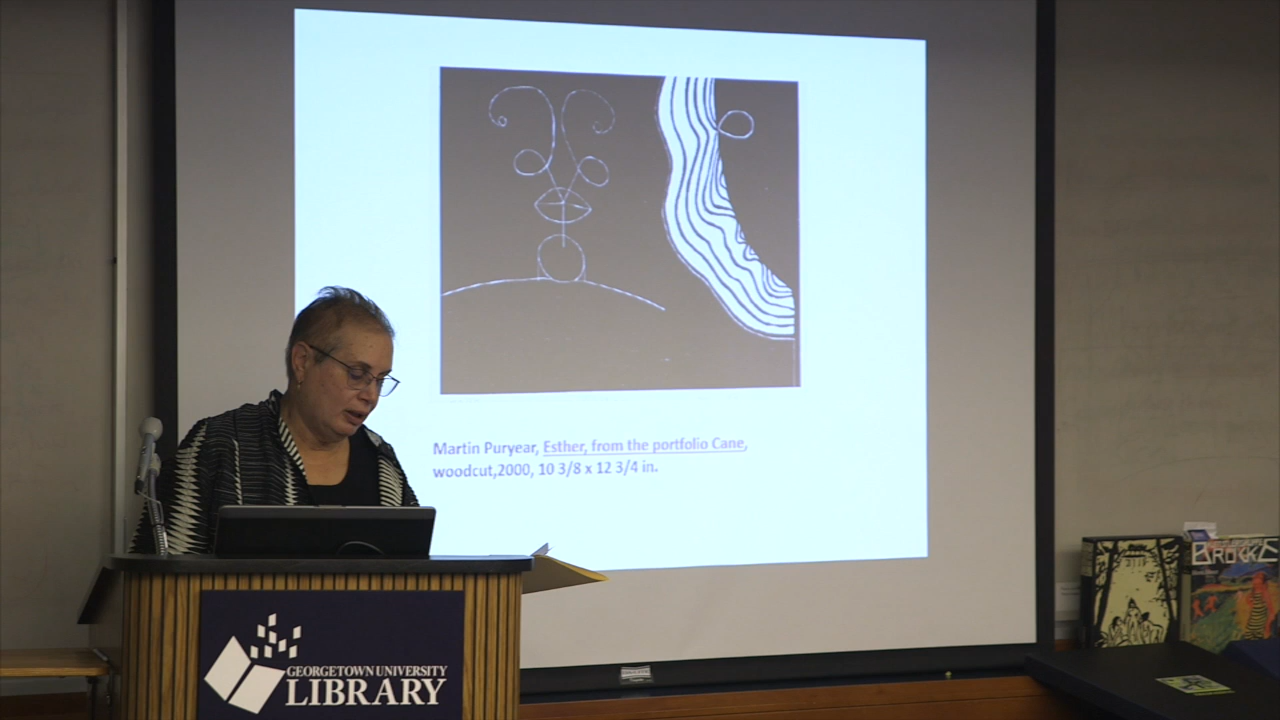 Martin Puryear, Esther, from the portfolio Cane,
woodcut,2000, 10 3/8 x 12 3/4 in.
GEORGETOWN UNIVERSITY
LIBRARY
BRÜCKE